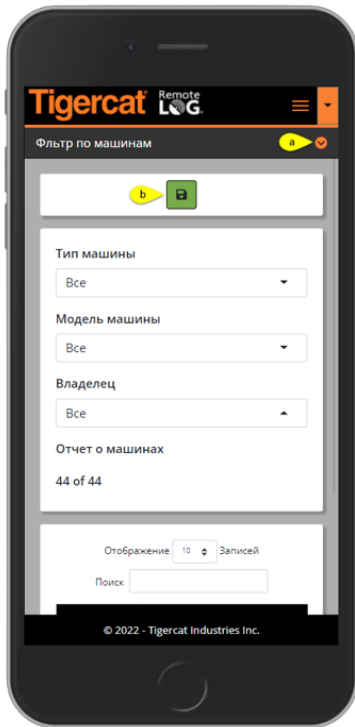 Tigercat Remote LOG
Фльтр по машинам a
b
Тип машины
Все
Модель машины
Все
Владелец
Все
Отчет о машинах
44 of 44
Отображение 10 Записей
Поиск
© 2022 - Tigercat Industries Inc.